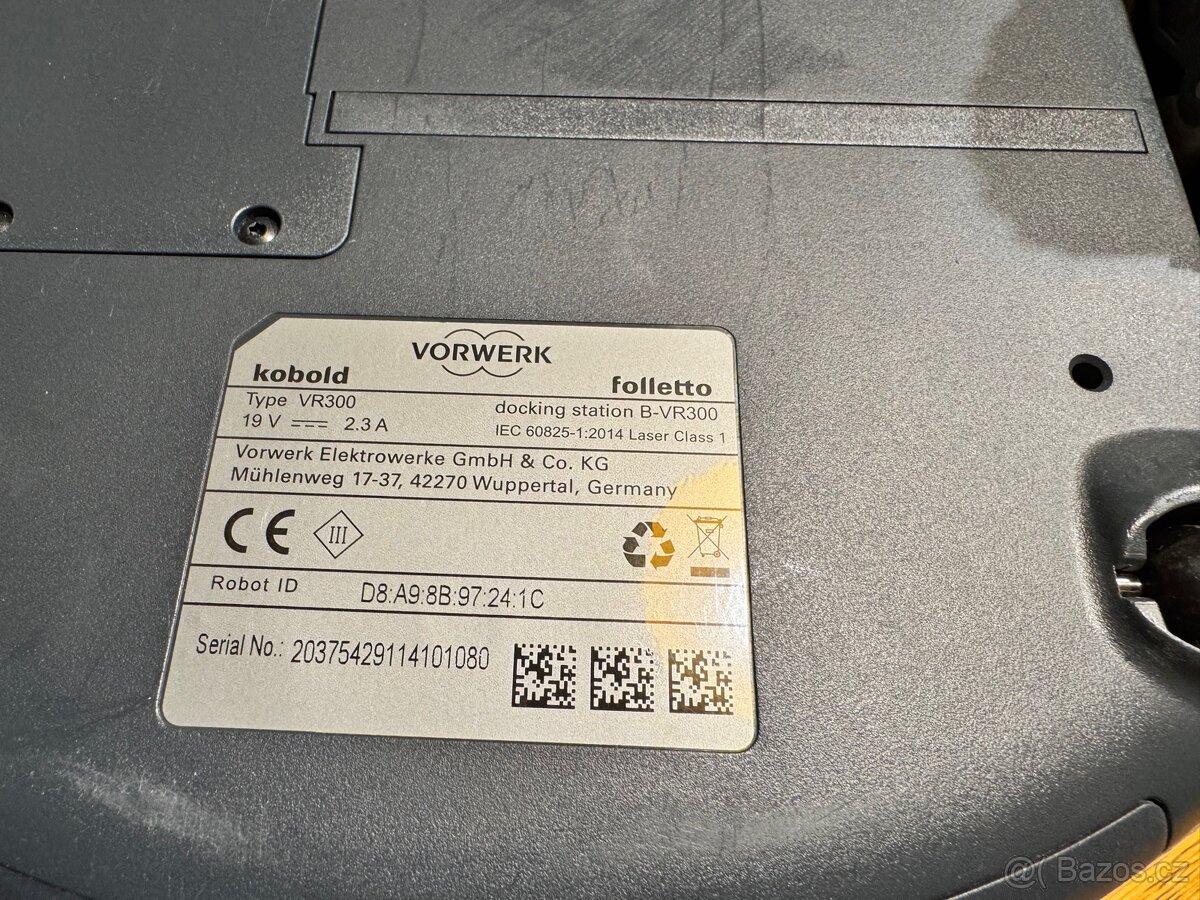 VORWERK
kobold
folletto
Type VR300
docking station B-VR300
19 V ⎓ 2.3 A
IEC 60825-1:2014 Laser Class 1
Vorwerk Elektrowerke GmbH & Co. KG
Mühlenweg 17-37, 42270 Wuppertal, Germany
CE III
Robot ID D8:A9:8B:97:24:1C
Serial No.: 20375429114101080
@( Bazos.cz